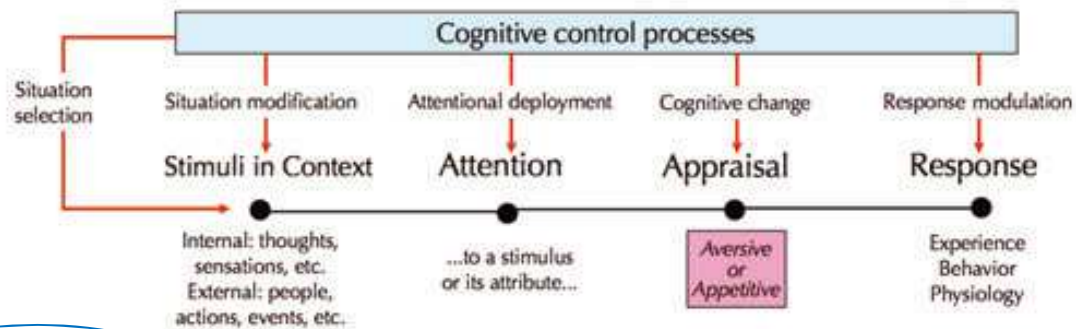 Cognitive control processes
Situation
selection
Situation modification
Attentional deployment
Cognitive change
Response modulation
Stimuli in Context
Attention
Appraisal
Response
Internal: thoughts,
sensations, etc.
External: people,
actions, events, etc.
...to a stimulus
or its attribute...
Aversive
or
Appetitive
Experience
Behavior
Physiology